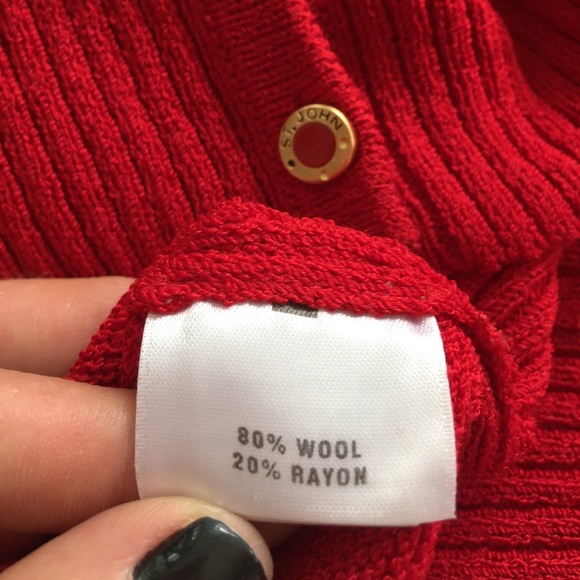 ST. JOHN
80% WOOL
20% RAYON